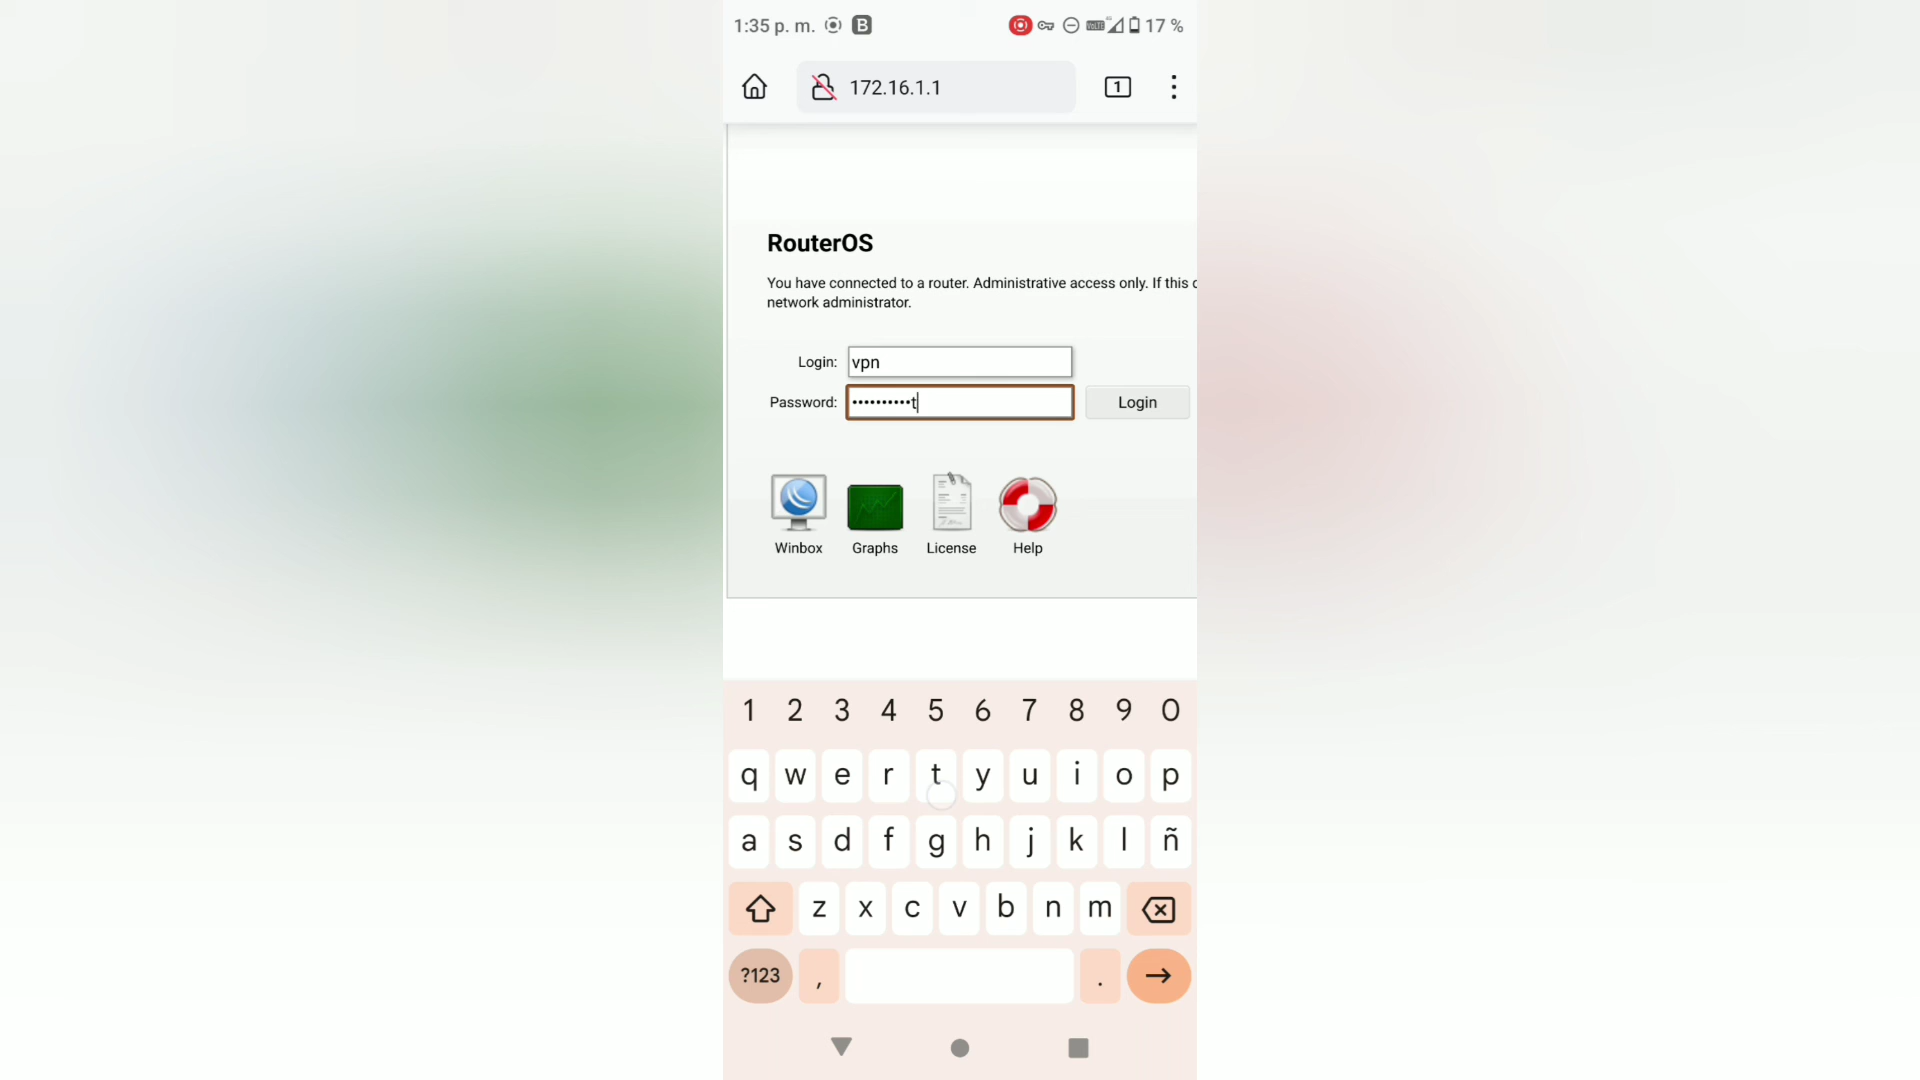 1:35 p. m. B 17 %
172.16.1.1 1
RouterOS
You have connected to a router. Administrative access only. If this
network administrator.
Login: vpn
Password: ••••••••••t Login
Winbox Graphs License Help
1 2 3 4 5 6 7 8 9 0
q w e r t y u i o p
a s d f g h j k l ñ
z x c v b n m
?123 , .